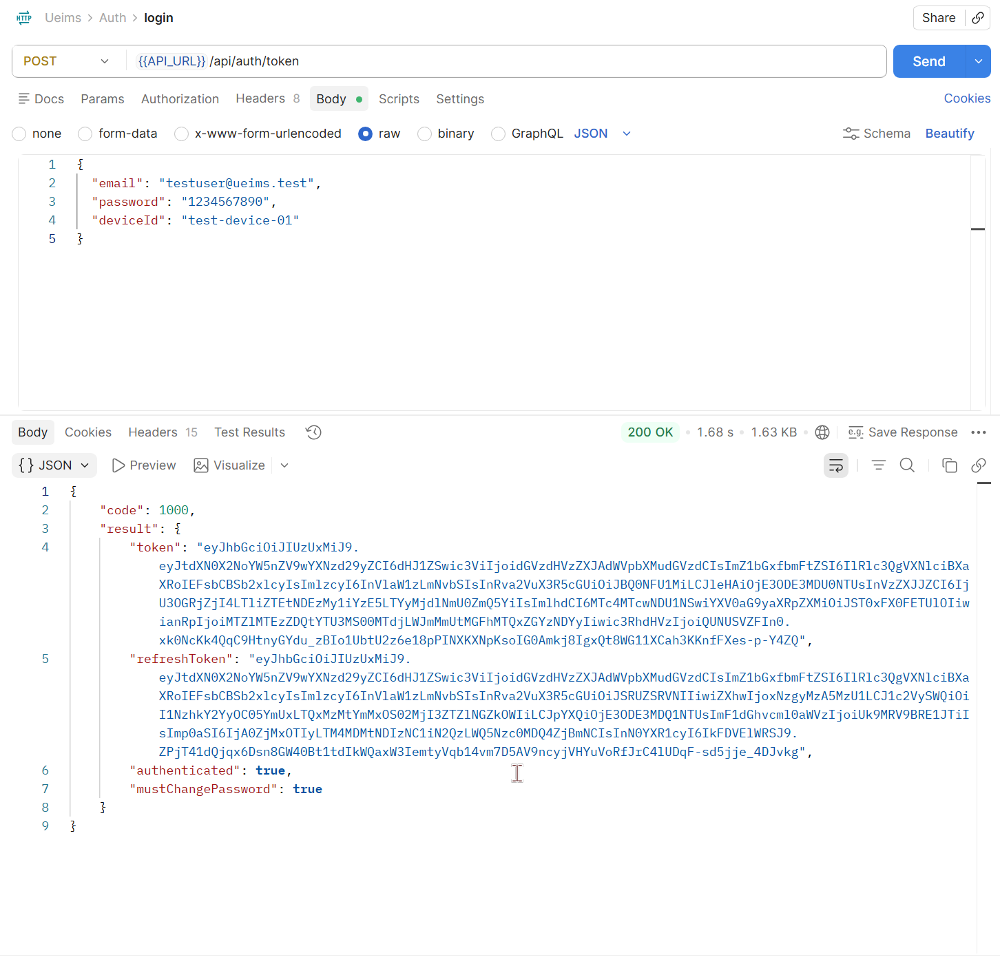 HTTP Ueims > Auth > login Share
POST {{API_URL}} /api/auth/token Send
Docs Params Authorization Headers 8 Body Scripts Settings Cookies
none form-data x-www-form-urlencoded raw binary GraphQL JSON Schema Beautify
1 {
2 "email": "testuser@ueims.test",
3 "password": "1234567890",
4 "deviceId": "test-device-01"
5 }
Body Cookies Headers 15 Test Results 200 OK • 1.68 s • 1.63 KB • e.g. Save Response
{} JSON Preview Visualize
1 {
2 "code": 1000,
3 "result": {
4 "token": "eyJhbGciOiJIUzUxMiJ9.
eyJtdXN0X2NoYW5nZV9wYXNzd29yZCI6dHJ1ZSwic3ViIjoidGVzdHVzZXJAdWVpbXMudGVzdCIsImZ1bGxfbmFtZSI6IlRlc3QgVXNlciBXa
XRoIEFsbCBSb2xlcyIsImlzcyI6InVlaW1zLmNvbSIsInRva2VuX3R5cGUiOiJBQ0NFU1MiLCJleHAiOjE3ODE3MDU0NTUsInVzZXJJZCI6Ij
U3OGRjZjI4LTliZTEtNDEzMy1iYzE5LTYyMjdlNmU0ZmQ5YiIsImlhdCI6MTc4MTcwNDU1NSwiYXV0aG9yaXRpZXMiOiJST0xFX0FETUlOIiw
ianRpIjoiMTZlMTEzZDQtYTU3MS00MTdjLWJmMmUtMGFhMTQxZGYzNDYyIiwic3RhdHVzIjoiQUNUSVZFIn0.
xk0NcKk4QqC9HtnyGYdu_zBIo1UbtU2z6e18pPINXKXNpKsoIG0Amkj8IgxQt8WG11XCah3KKnfFXes-p-Y4ZQ",
5 "refreshToken": "eyJhbGciOiJIUzUxMiJ9.
eyJtdXN0X2NoYW5nZV9wYXNzd29yZCI6dHJ1ZSwic3ViIjoidGVzdHVzZXJAdWVpbXMudGVzdCIsImZ1bGxfbmFtZSI6IlRlc3QgVXNlciBXa
XRoIEFsbCBSb2xlcyIsImlzcyI6InVlaW1zLmNvbSIsInRva2VuX3R5cGUiOiJSRUZSRVNIIiwiZXhwIjoxNzgyMzA5MzU1LCJ1c2VySWQiOi
I1NzhkY2YyOC05YmUxLTQxMzMtYmMxOS02MjI3ZTZlNGZkOWIiLCJpYXQiOjE3ODE3MDQ1NTUsImF1dGhvcml0aWVzIjoiUk9MRV9BRE1JTiI
sImp0aSI6IjA0ZjMxOTIyLTM4MDMtNDIzNC1iN2QzLWQ5Nzc0MDQ4ZjBmNCIsInN0YXR1cyI6IkFDVElWRSJ9.
ZPjT41dQjqx6Dsn8GW40Bt1tdIkWQaxW3IemtyVqb14vm7D5AV9ncyjVHYuVoRfJrC4lUDqF-sd5jje_4DJvkg",
6 "authenticated": true,
7 "mustChangePassword": true
8 }
9 }